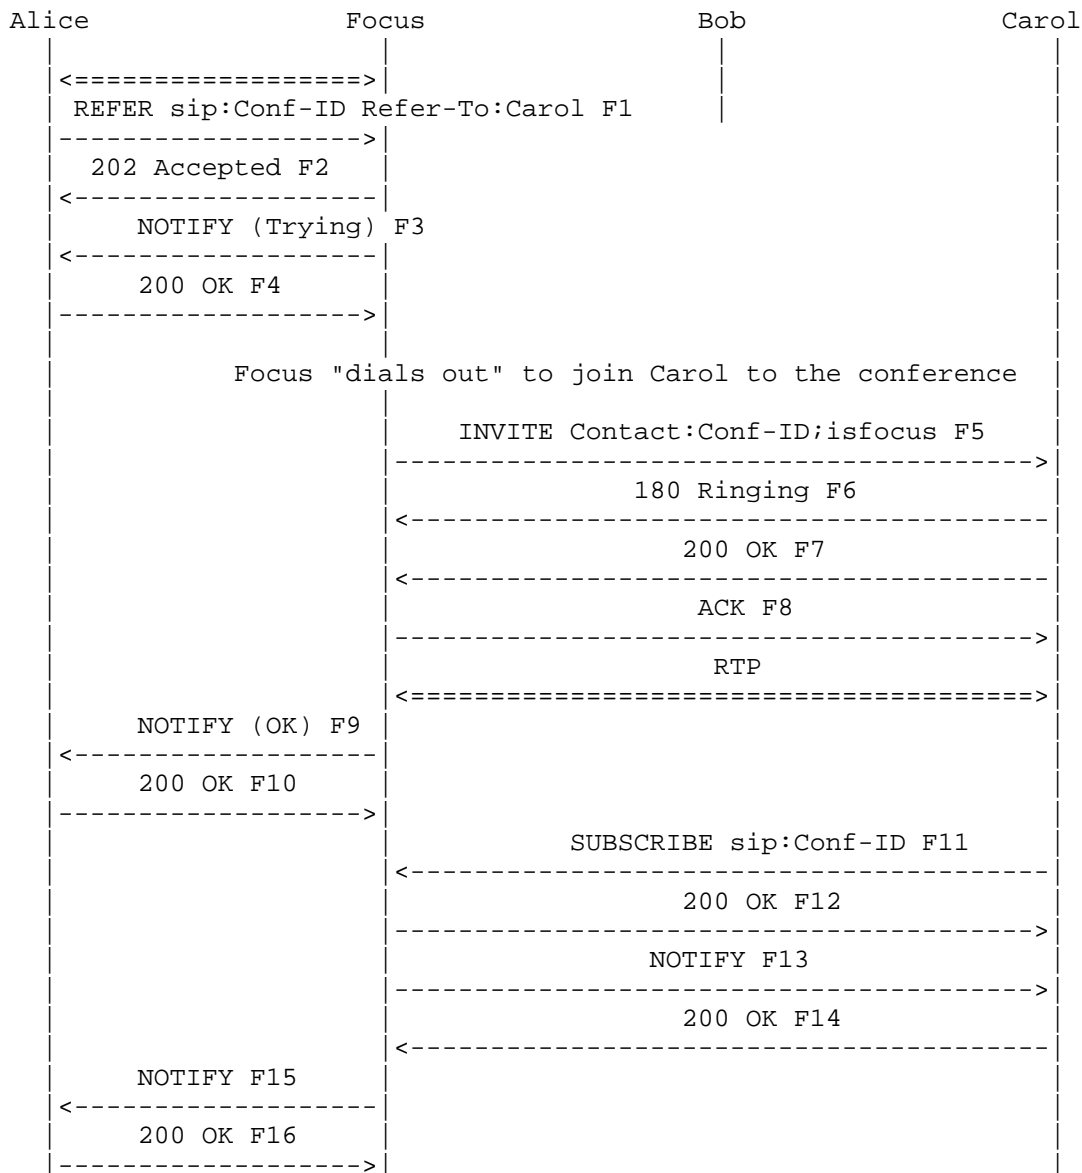 Alice Focus Bob Carol
REFER sip:Conf-ID Refer-To:Carol F1
202 Accepted F2
NOTIFY (Trying) F3
200 OK F4
Focus "dials out" to join Carol to the conference
INVITE Contact:Conf-ID;isfocus F5
180 Ringing F6
200 OK F7
ACK F8
RTP
NOTIFY (OK) F9
200 OK F10
SUBSCRIBE sip:Conf-ID F11
200 OK F12
NOTIFY F13
200 OK F14
NOTIFY F15
200 OK F16